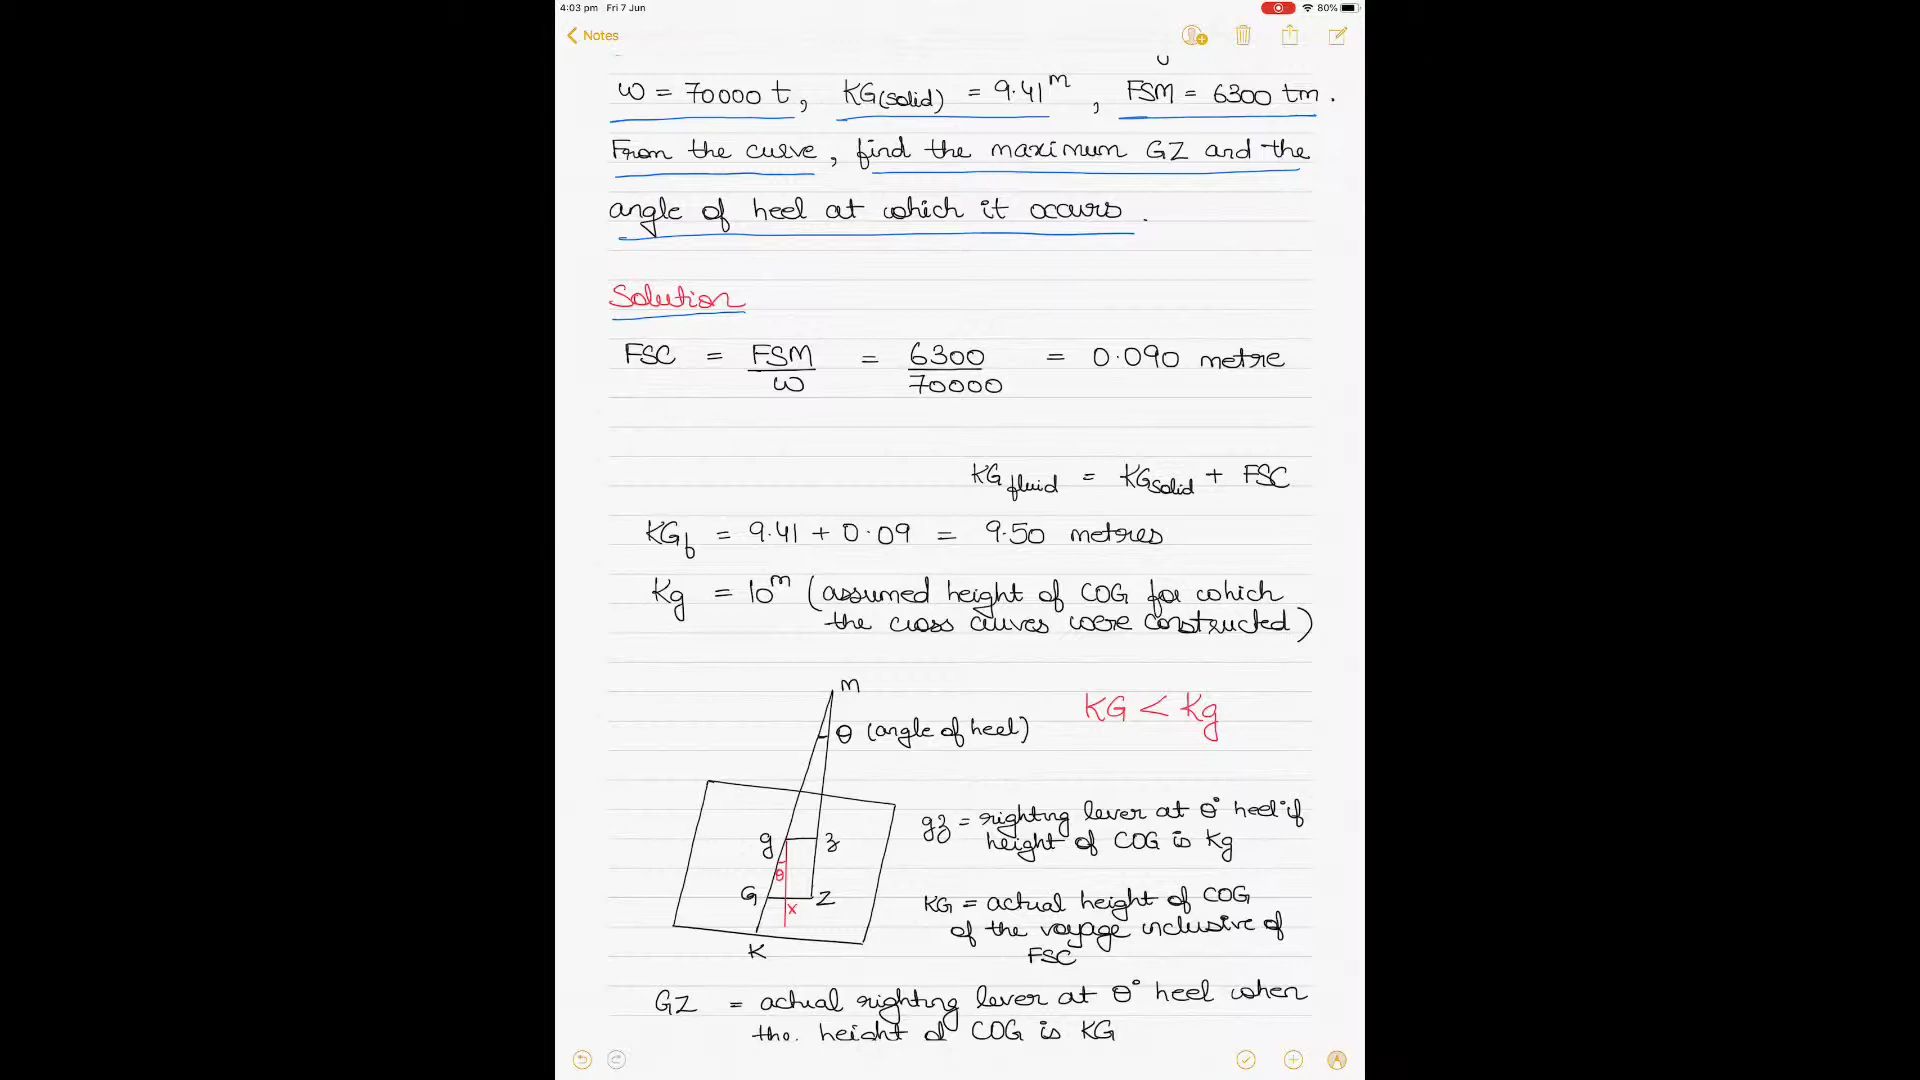 4:03 pm Fri 7 Jun
80%
Notes
W = 70000 t, KG(solid) = 9.41 m, FSM = 6300 tm.
From the curve, find the maximum GZ and the
angle of heel at which it occurs.
Solution
FSC = FSM/W = 6300/70000 = 0.090 metre
KG fluid = KG solid + FSC
KGf = 9.41 + 0.09 = 9.50 metres
Kg = 10 m (assumed height of COG for which
the cross curves were constructed)
M
θ (angle of heel)
KG < Kg
g z
θ
G X Z
K
gz = righting lever at θ° heel if
height of COG is Kg
KG = actual height of COG
of the voyage inclusive of
FSC
GZ = actual righting lever at θ° heel when
the height of COG is KG